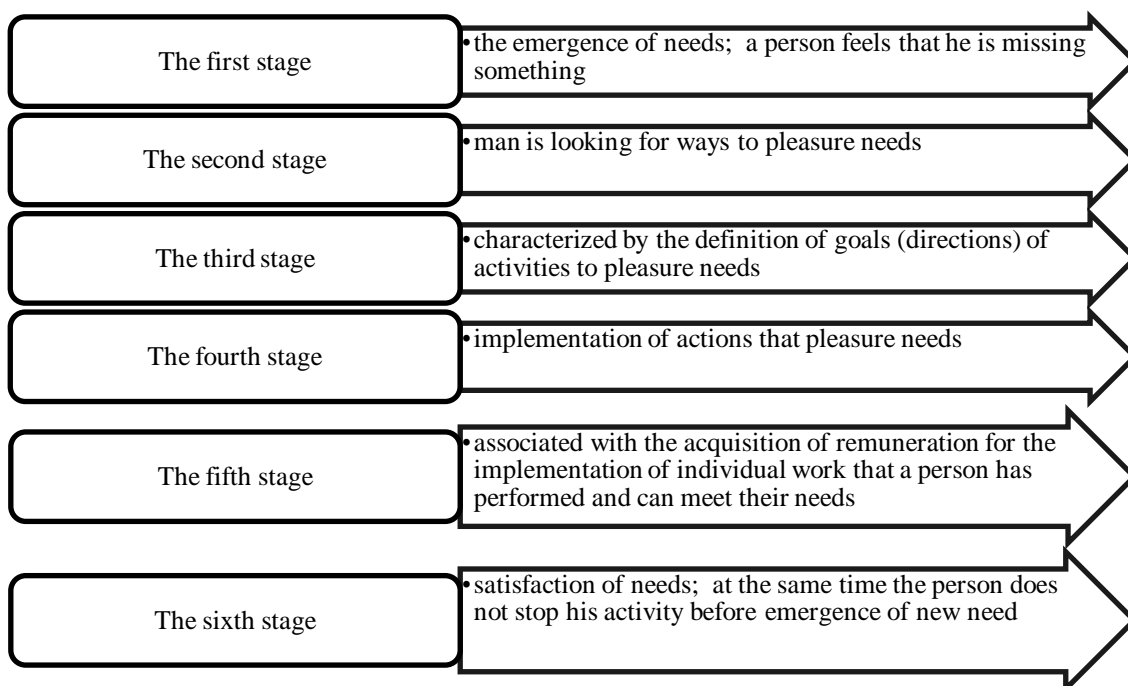 The first stage
•the emergence of needs;  a person feels that he is missing
something
The second stage
•man is looking for ways to pleasure needs
The third stage
•characterized by the definition of goals (directions) of
activities to pleasure needs
The fourth stage
•implementation of actions that pleasure needs
The fifth stage
•associated with the acquisition of remuneration for the
implementation of individual work that a person has
performed and can meet their needs
The sixth stage
•satisfaction of needs;  at the same time the person does
not stop his activity before emergence of new need